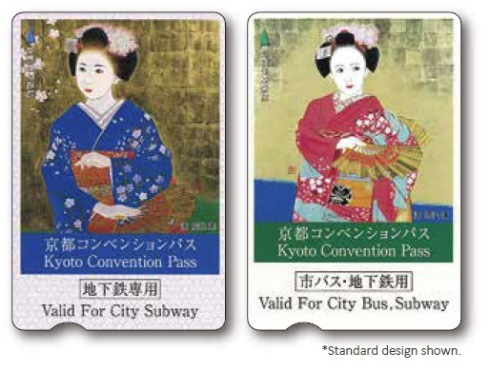 京都コンベンションパス
Kyoto Convention Pass
地下鉄専用
Valid For City Subway
京都コンベンションパス
Kyoto Convention Pass
市バス・地下鉄用
Valid For City Bus, Subway
*Standard design shown.